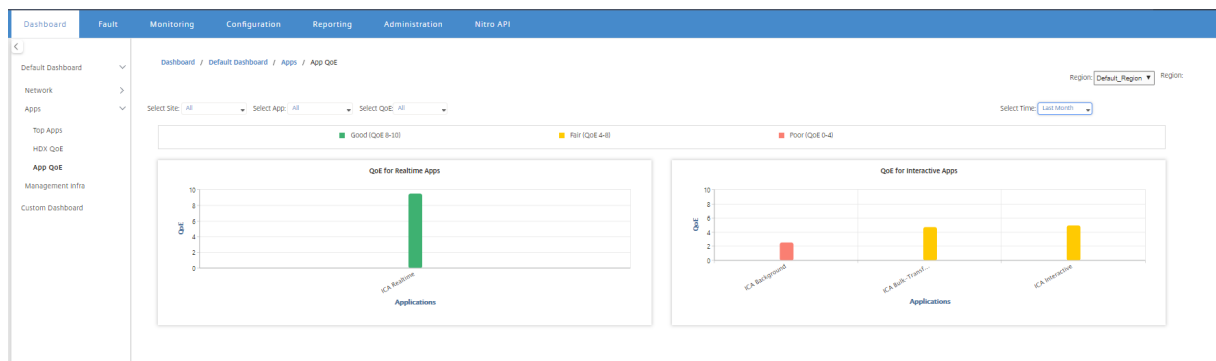 Dashboard Fault Monitoring Configuration Reporting Administration Nitro API
Default Dashboard
Network
Apps
Top Apps
HDX QoE
App QoE
Management Infra
Custom Dashboard
Dashboard / Default Dashboard / Apps / App QoE
Region: Default_Region Region:
Select Site: All Select App: All Select QoE: All Select Time: Last Month
Good (QoE 8-10) Fair (QoE 4-8) Poor (QoE 0-4)
QoE for Realtime Apps
10
8
6
4
2
0
QoE
ICA Realtime
Applications
QoE for Interactive Apps
10
8
6
4
2
0
QoE
ICA Background
ICA Bulk-Transf...
ICA Interactive
Applications